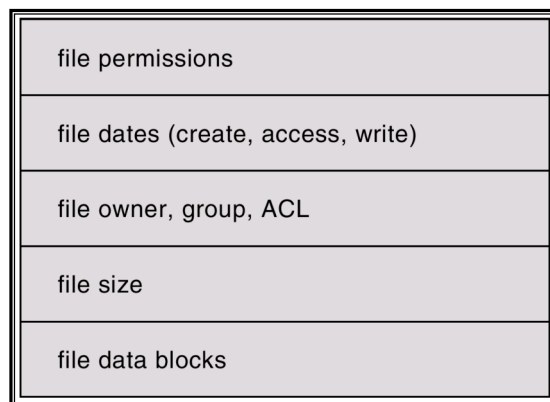 file permissions
file dates (create, access, write)
file owner, group, ACL
file size
file data blocks